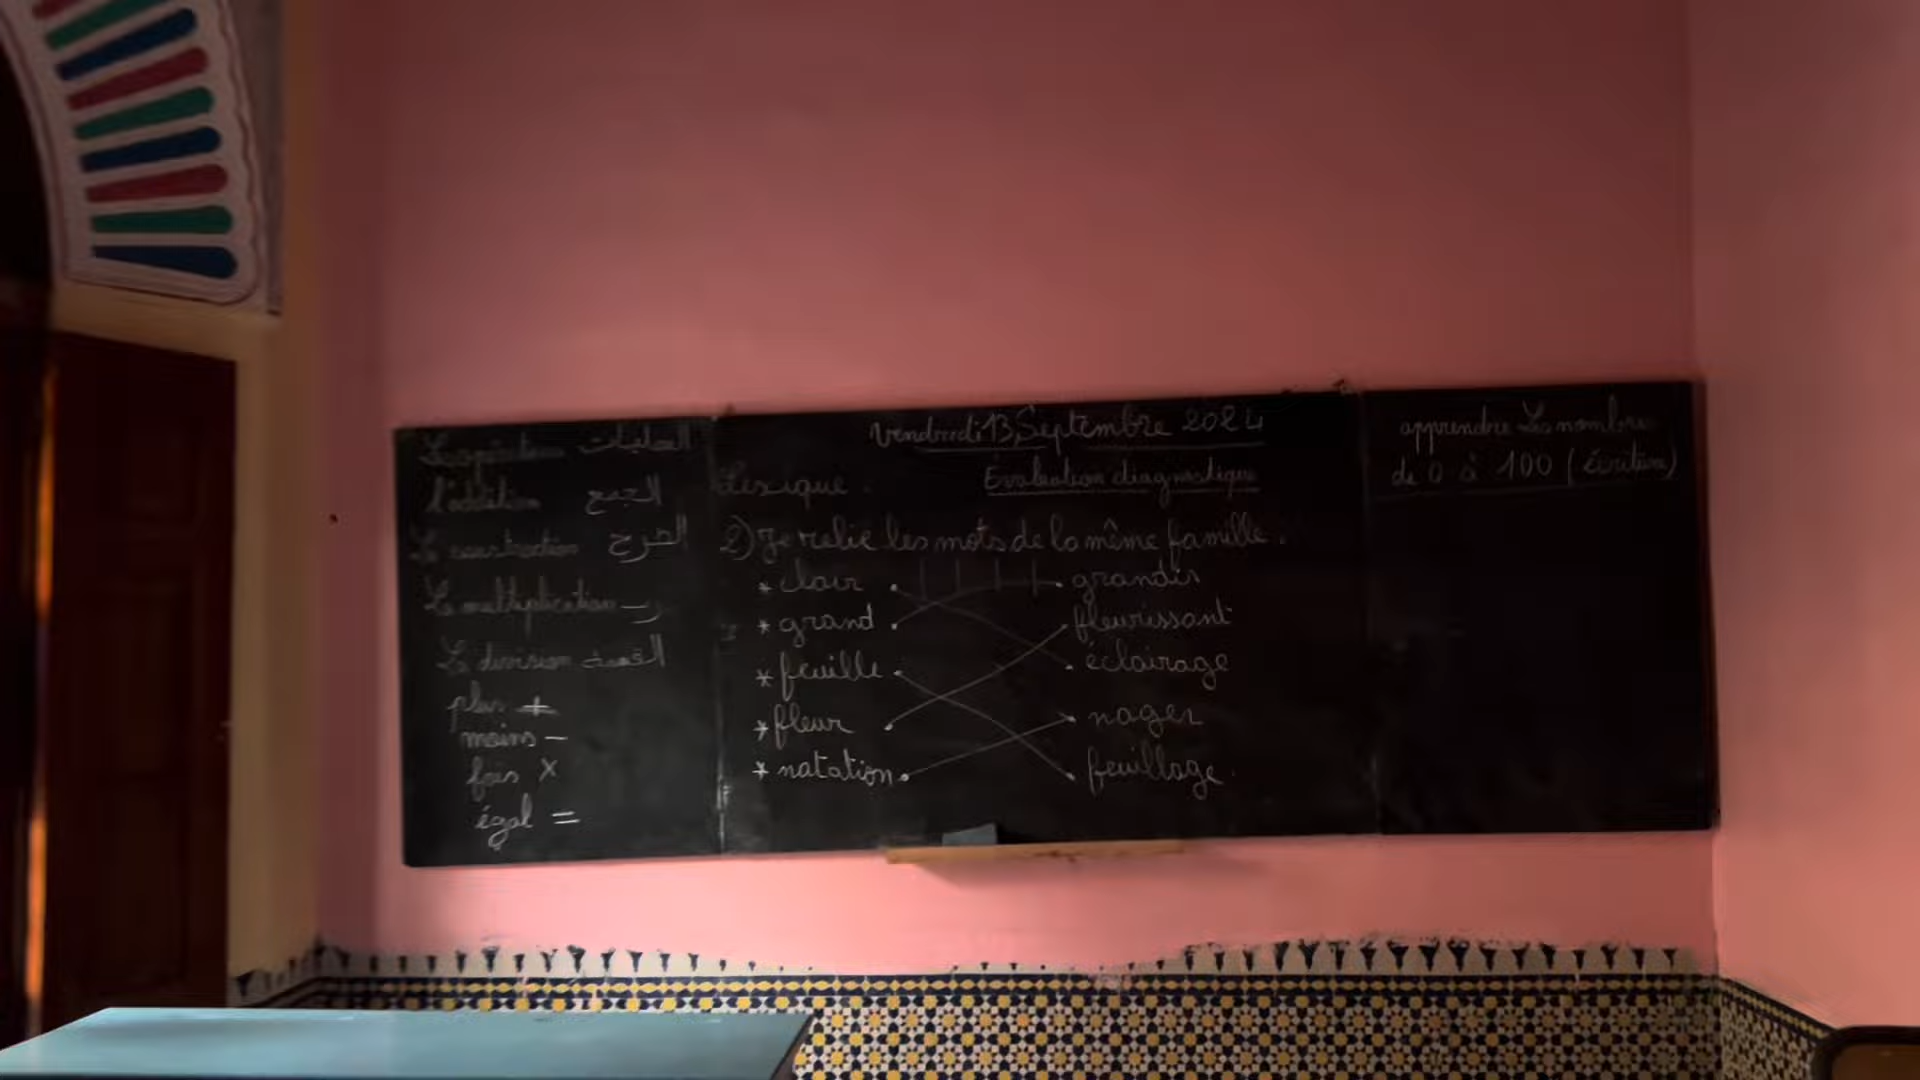 Les opérations العمليات
L'addition الجمع
La soustraction الطرح
La multiplication
La division القسمة
plus +
moins -
fois ×
égal =
Vendredi 13 Septembre 2024
Évaluation diagnostique
Lexique.
2) Je relie les mots de la même famille.
* clair . . grandir
* grand . fleurissant
* feuille . . éclairage
* fleur . . nager
* natation . . feuillage.
apprendre Les nombres
de 0 à 100 (écriture)